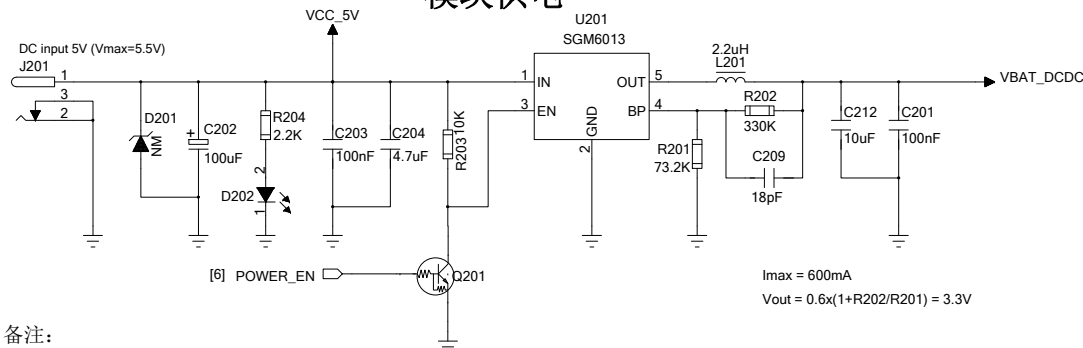 VCC_5V
U201
SGM6013
DC input 5V (Vmax=5.5V)
J201
1
3
2
D201
NM
+
C202
100uF
R204
2.2K
2
D202
1
C203
100nF
C204
4.7uF
R203 10K
1
IN
OUT
5
3
EN
BP
4
GND
2
2.2uH
L201
R202
330K
R201
73.2K
C209
18pF
C212
10uF
C201
100nF
VBAT_DCDC
[6] POWER_EN
Q201
Imax = 600mA
Vout = 0.6x(1+R202/R201) = 3.3V
备注: